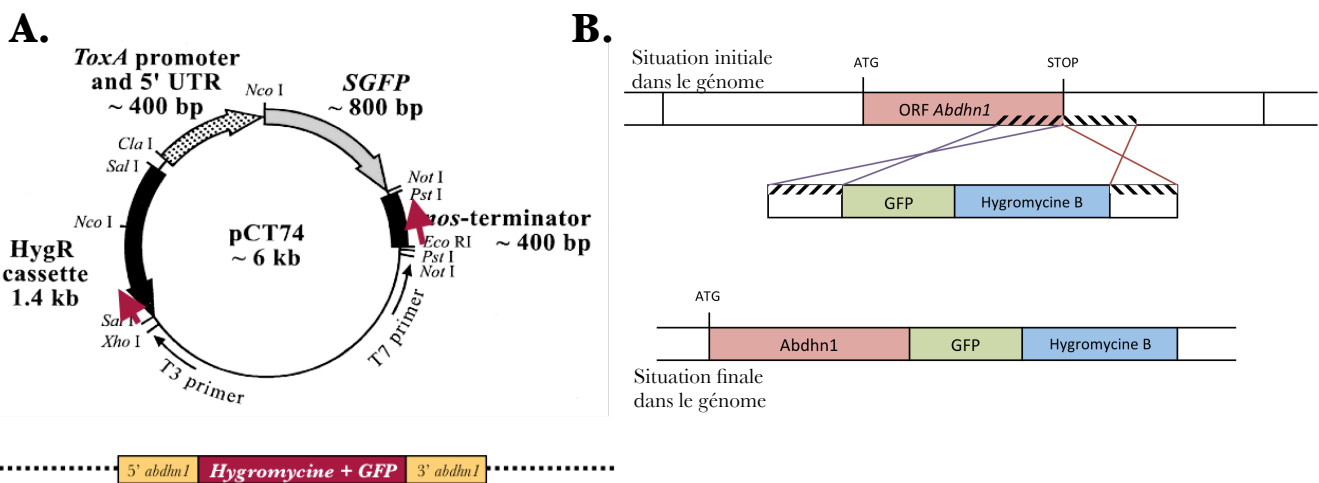 A.
ToxA promoter
and 5' UTR
~ 400 bp
Nco I
SGFP
~ 800 bp
Cla I
Sal I
Not I
Pst I
Nco I
pCT74
~ 6 kb
nos-terminator
~ 400 bp
Eco RI
Pst I
Not I
HygR
cassette
1.4 kb
Sal I
Xho I
T3 primer
T7 primer
5' abdhn1
Hygromycine + GFP
3' abdhn1
B.
Situation initiale
dans le génome
ATG
STOP
ORF Abdhn1
GFP
Hygromycine B
ATG
Abdhn1
GFP
Hygromycine B
Situation finale
dans le génome